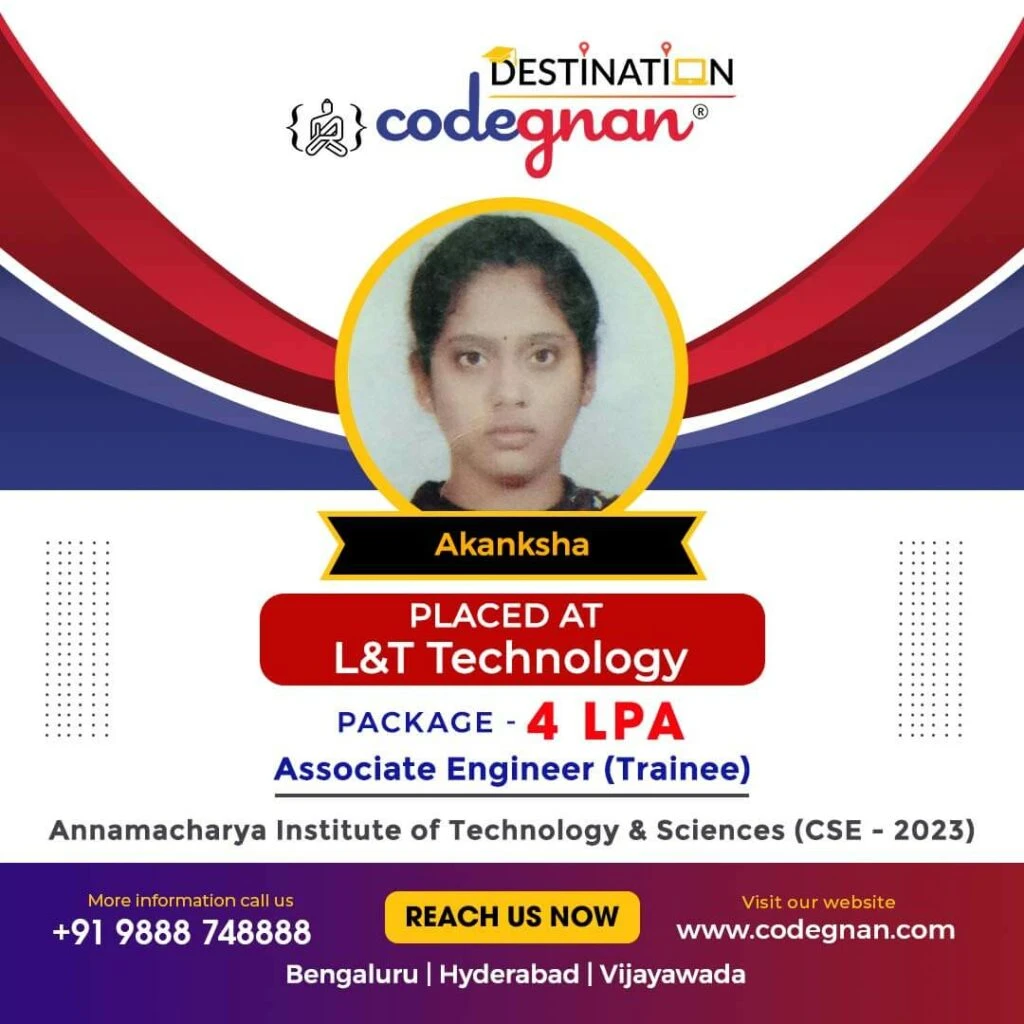 DESTINATION
codegnan®
Akanksha
PLACED AT
L&T Technology
PACKAGE - 4 LPA
Associate Engineer (Trainee)
Annamacharya Institute of Technology & Sciences (CSE - 2023)
More information call us
+91 9888 748888
REACH US NOW
Visit our website
www.codegnan.com
Bengaluru | Hyderabad | Vijayawada